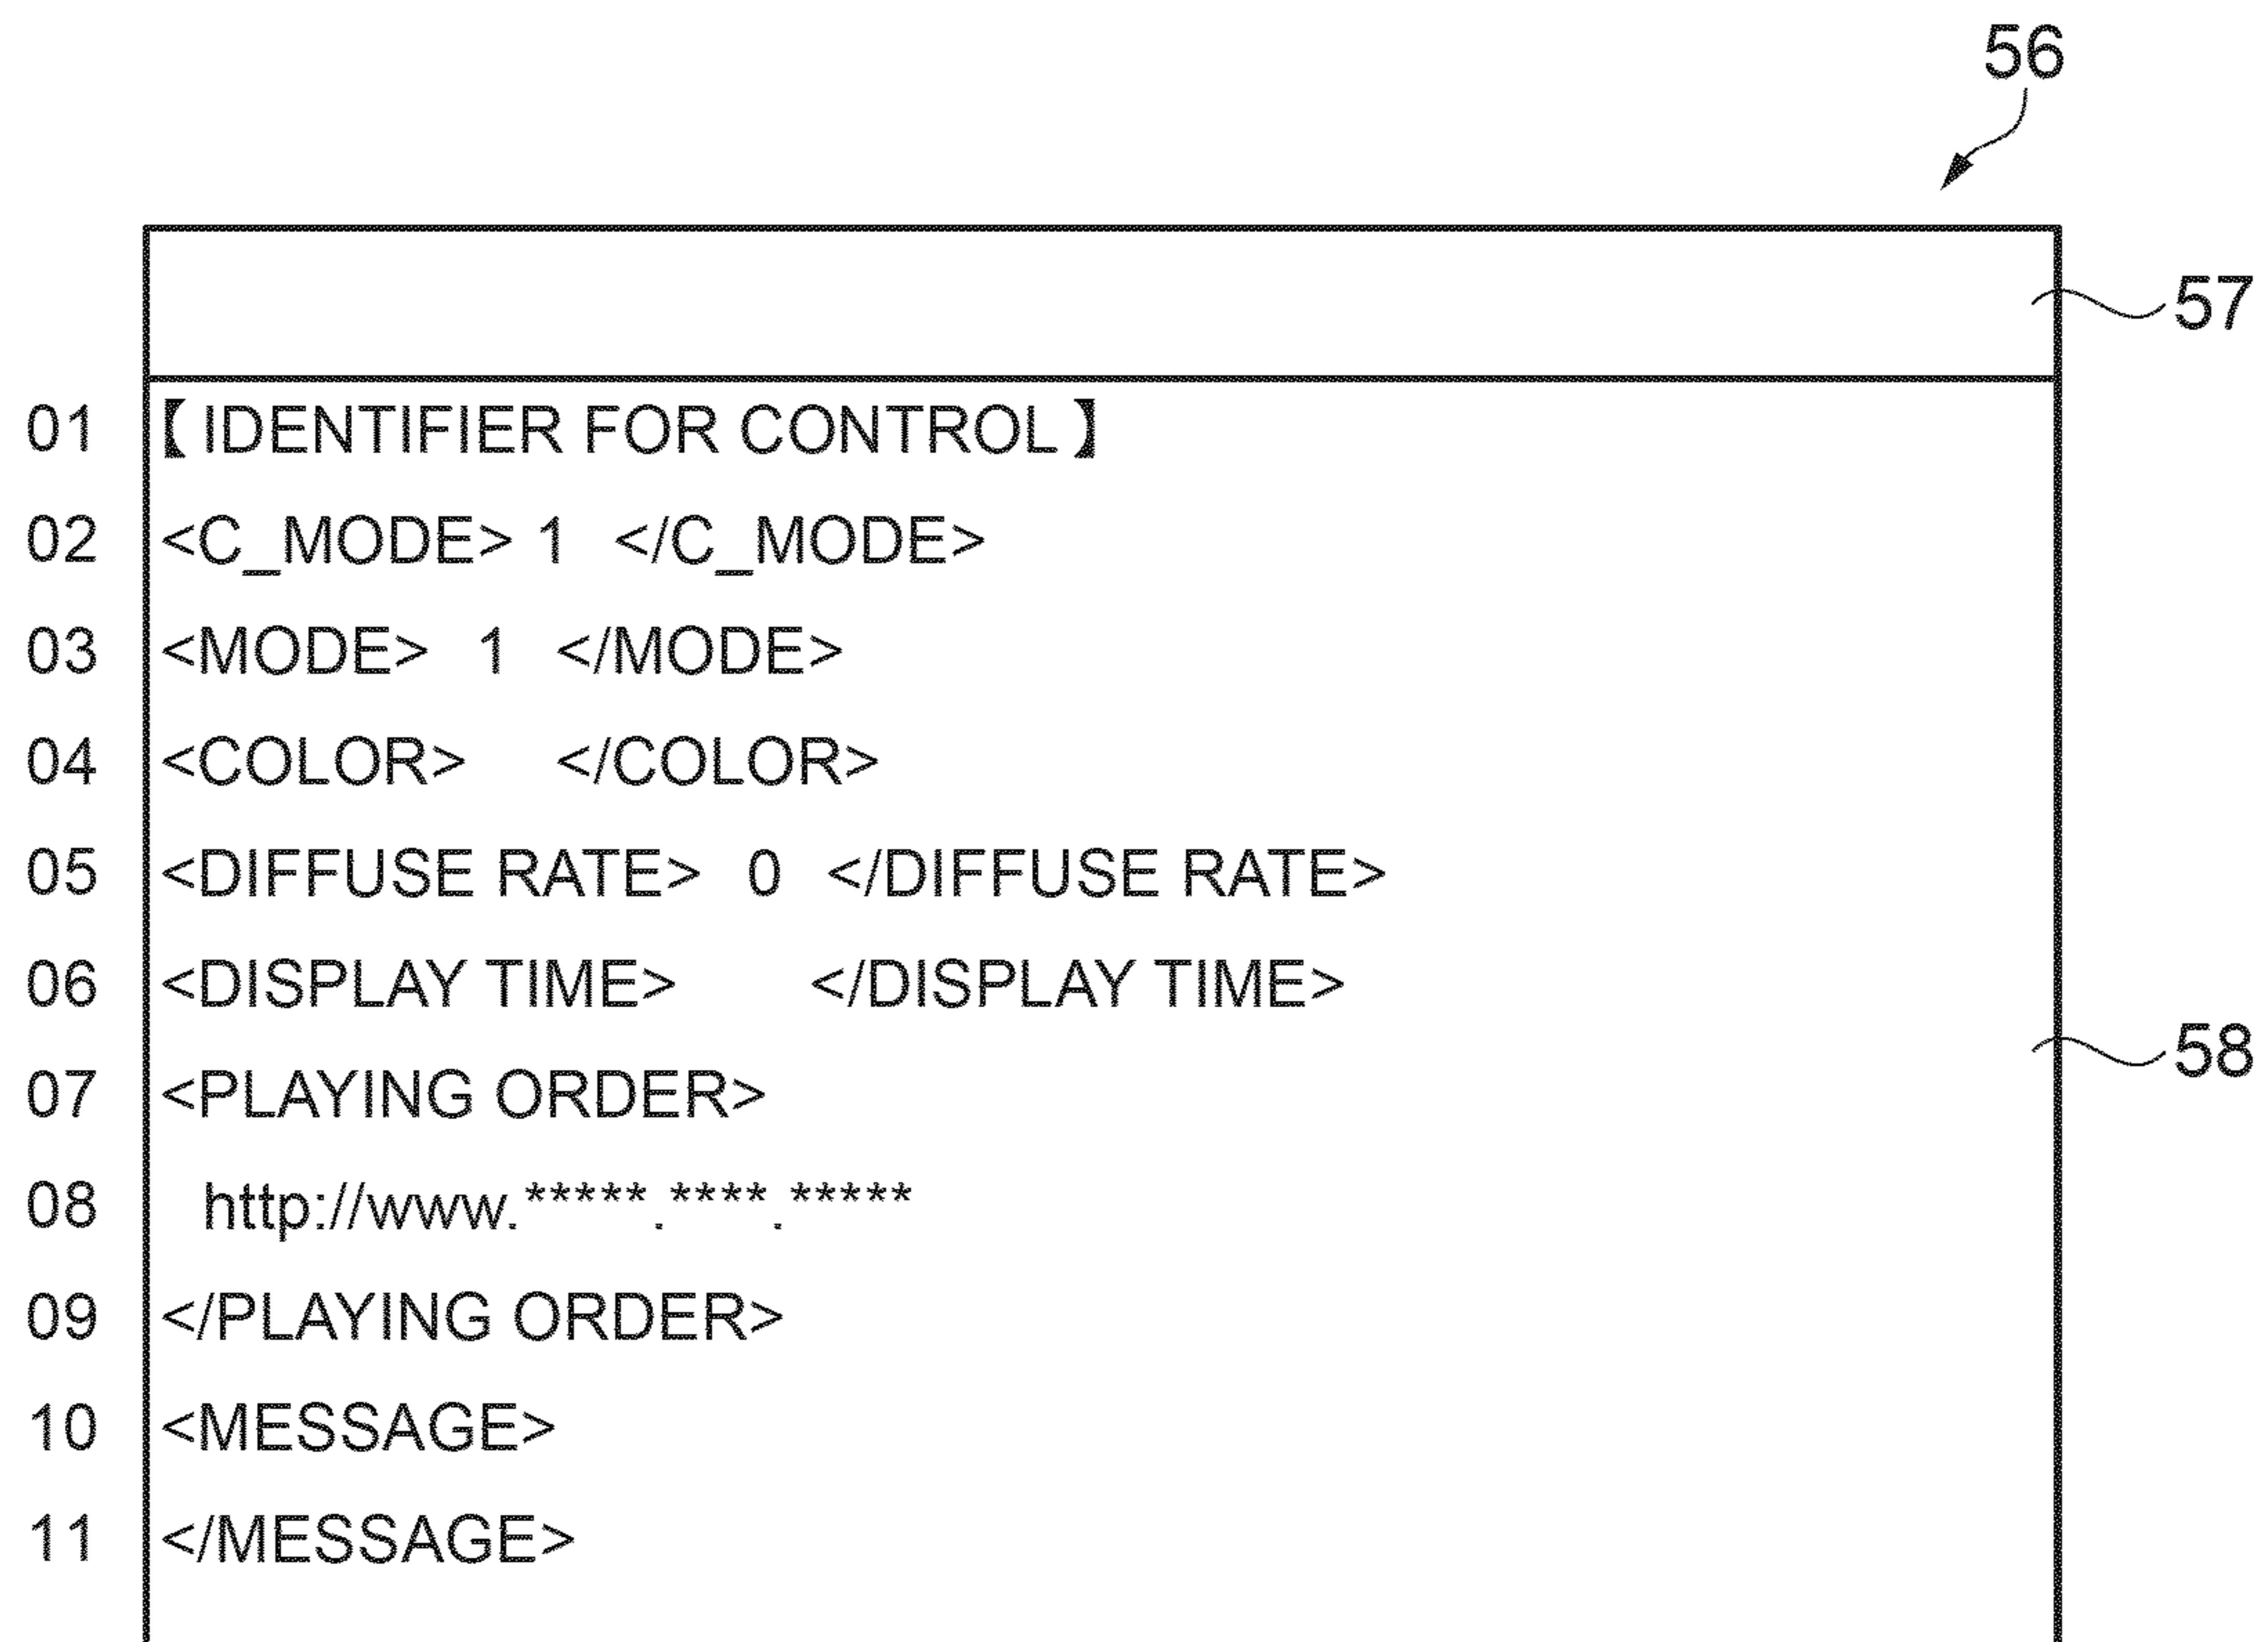 56
57
01 【 IDENTIFIER FOR CONTROL 】
02 <C_MODE> 1 </C_MODE>
03 <MODE> 1 </MODE>
04 <COLOR> </COLOR>
05 <DIFFUSE RATE> 0 </DIFFUSE RATE>
06 <DISPLAY TIME> </DISPLAY TIME>
58
07 <PLAYING ORDER>
08 http://www.*****.****.*****
09 </PLAYING ORDER>
10 <MESSAGE>
11 </MESSAGE>